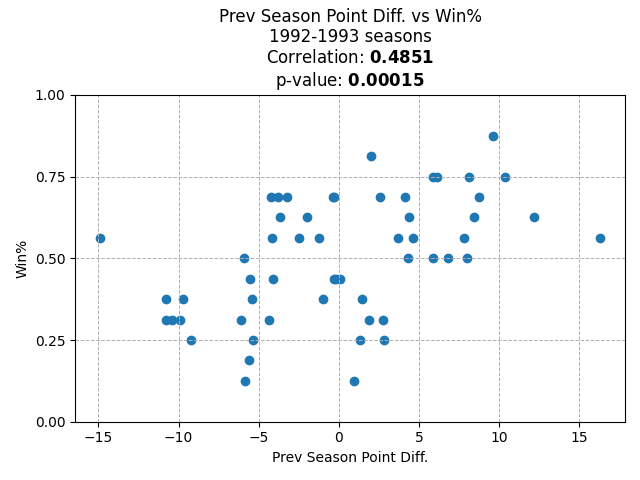 Prev Season Point Diff. vs Win%
1992-1993 seasons
Correlation: 0.4851
p-value: 0.00015
1.00
0.75
0.50
0.25
0.00
Win%
−15
−10
−5
0
5
10
15
Prev Season Point Diff.